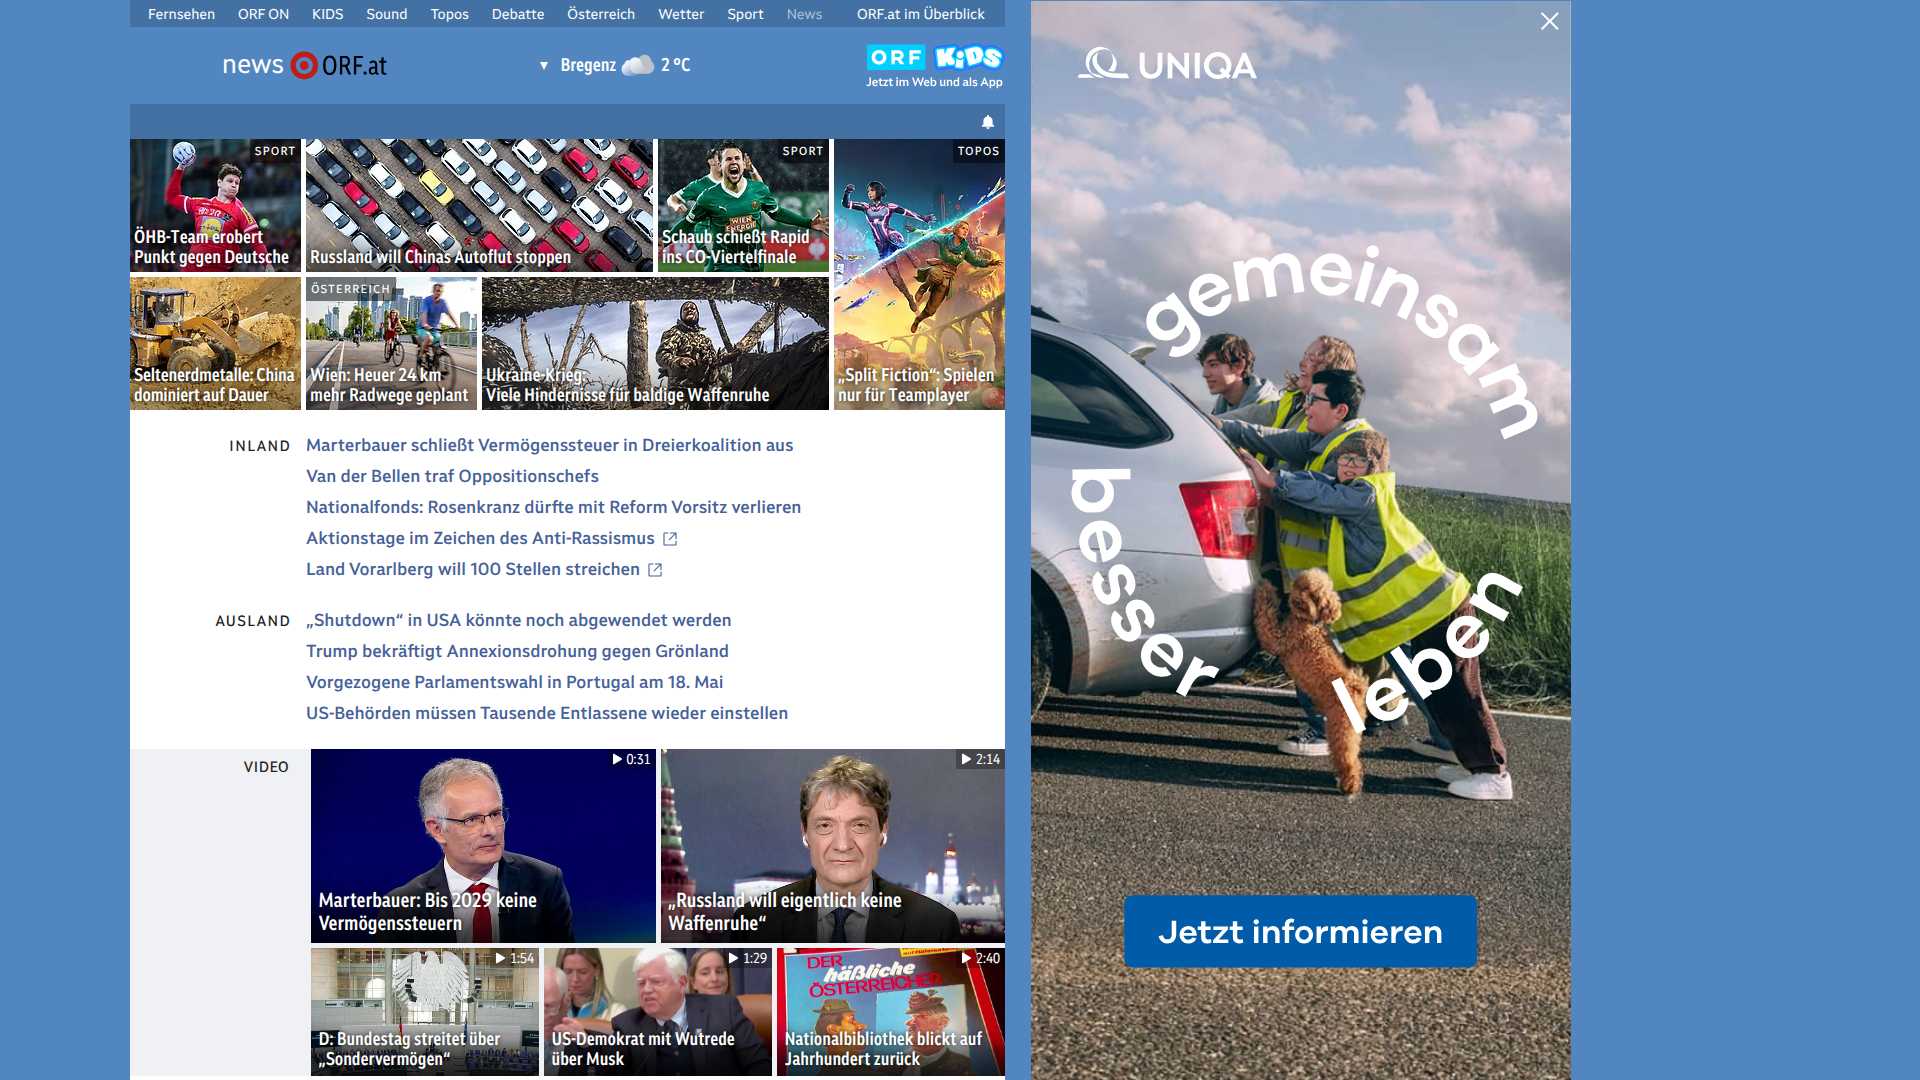 Fernsehen ORF ON KIDS Sound Topos Debatte Österreich Wetter Sport News ORF.at im Überblick
news ORF.at
▼ Bregenz 2 °C
ORF KiDS
Jetzt im Web und als App
SPORT
ÖHB-Team erobert
Punkt gegen Deutsche
Russland will Chinas Autoflut stoppen
SPORT
WIEN ENERGIE
Schaub schießt Rapid
ins CO-Viertelfinale
TOPOS
„Split Fiction“: Spielen
nur für Teamplayer
Seltenerdmetalle: China
dominiert auf Dauer
ÖSTERREICH
Wien: Heuer 24 km
mehr Radwege geplant
Ukraine-Krieg:
Viele Hindernisse für baldige Waffenruhe
INLAND
Marterbauer schließt Vermögenssteuer in Dreierkoalition aus
Van der Bellen traf Oppositionschefs
Nationalfonds: Rosenkranz dürfte mit Reform Vorsitz verlieren
Aktionstage im Zeichen des Anti-Rassismus
Land Vorarlberg will 100 Stellen streichen
AUSLAND
„Shutdown“ in USA könnte noch abgewendet werden
Trump bekräftigt Annexionsdrohung gegen Grönland
Vorgezogene Parlamentswahl in Portugal am 18. Mai
US-Behörden müssen Tausende Entlassene wieder einstellen
VIDEO
0:31
Marterbauer: Bis 2029 keine
Vermögenssteuern
2:14
„Russland will eigentlich keine
Waffenruhe“
1:54
D: Bundestag streitet über
„Sondervermögen“
1:29
US-Demokrat mit Wutrede
über Musk
2:40
DER
häßliche
ÖSTERREICHER
Nationalbibliothek blickt auf
Jahrhundert zurück
UNIQA
gemeinsam
besser
leben
Jetzt informieren